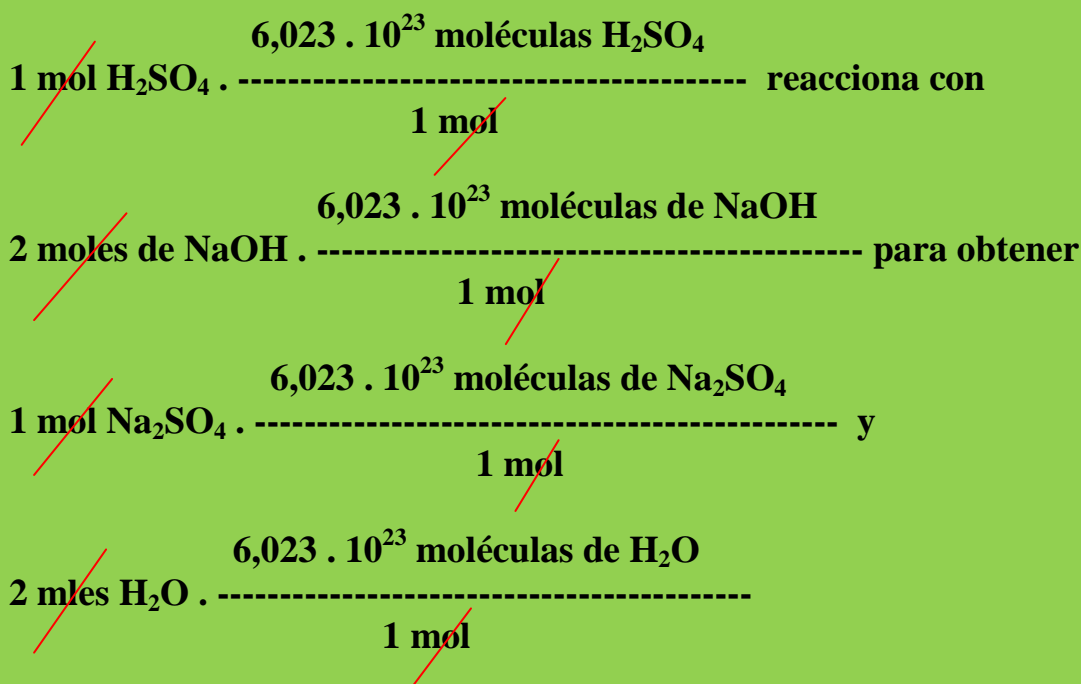 6,023 . 10²³ moléculas H₂SO₄
1 mol H₂SO₄ . ----------------------------------------- reacciona con
1 mol
6,023 . 10²³ moléculas de NaOH
2 moles de NaOH . -------------------------------------------- para obtener
1 mol
6,023 . 10²³ moléculas de Na₂SO₄
1 mol Na₂SO₄ . ----------------------------------------------- y
1 mol
6,023 . 10²³ moléculas de H₂O
2 mles H₂O . -------------------------------------------
1 mol